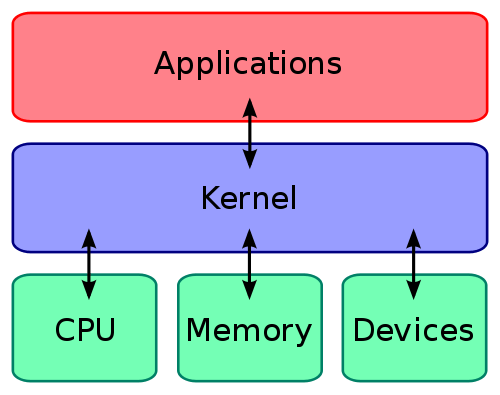 Applications
Kernel
CPU
Memory
Devices